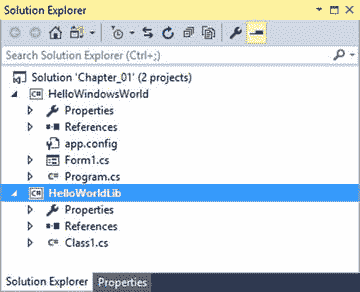 Solution Explorer
Search Solution Explorer (Ctrl+;)
Solution 'Chapter_01' (2 projects)
C# HelloWindowsWorld
Properties
References
app.config
Form1.cs
C# Program.cs
C# HelloWorldLib
Properties
References
C# Class1.cs
Solution Explorer Properties